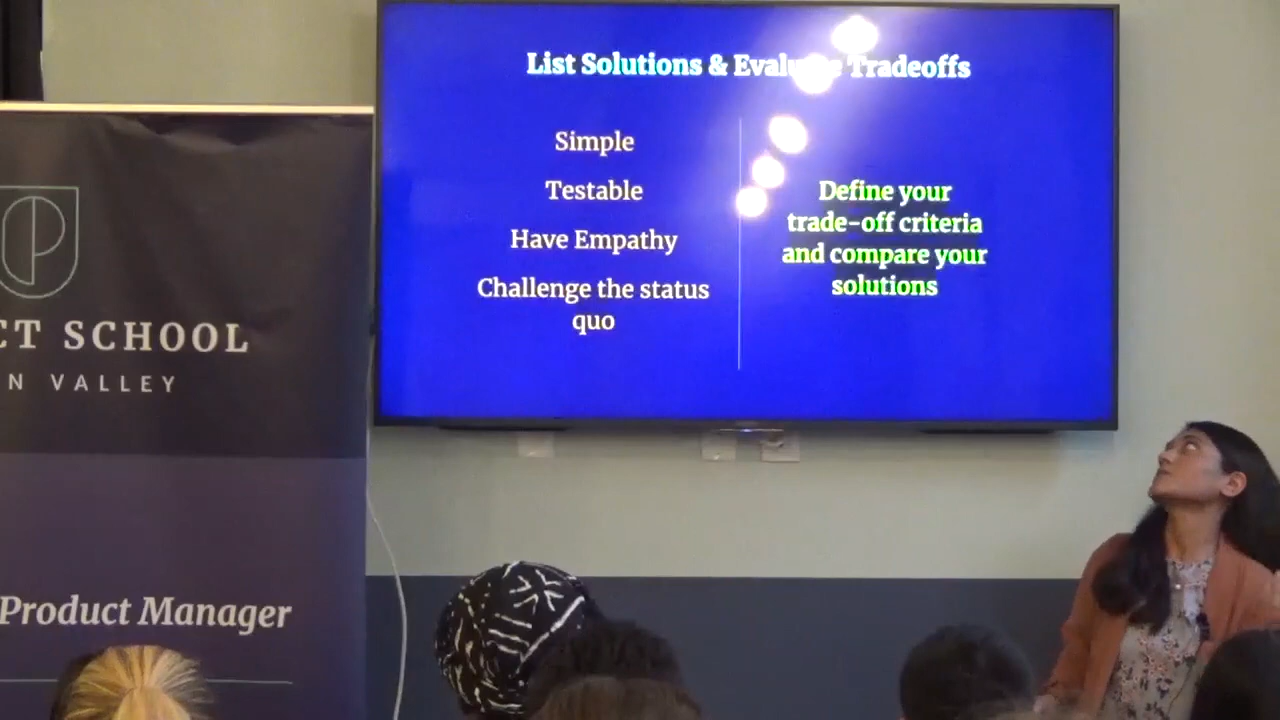 List Solutions & Evaluate Tradeoffs
Simple
Testable
Have Empathy
Challenge the status
quo
Define your
trade-off criteria
and compare your
solutions
CT SCHOOL
N VALLEY
Product Manager